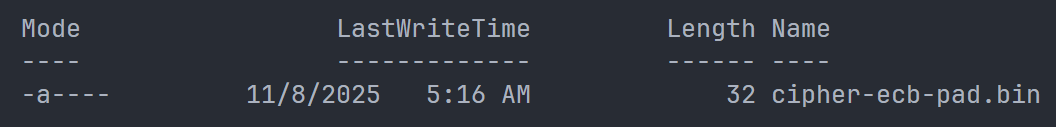 Mode                 LastWriteTime         Length Name
----                 -------------         ------ ----
-a----         11/8/2025   5:16 AM             32 cipher-ecb-pad.bin